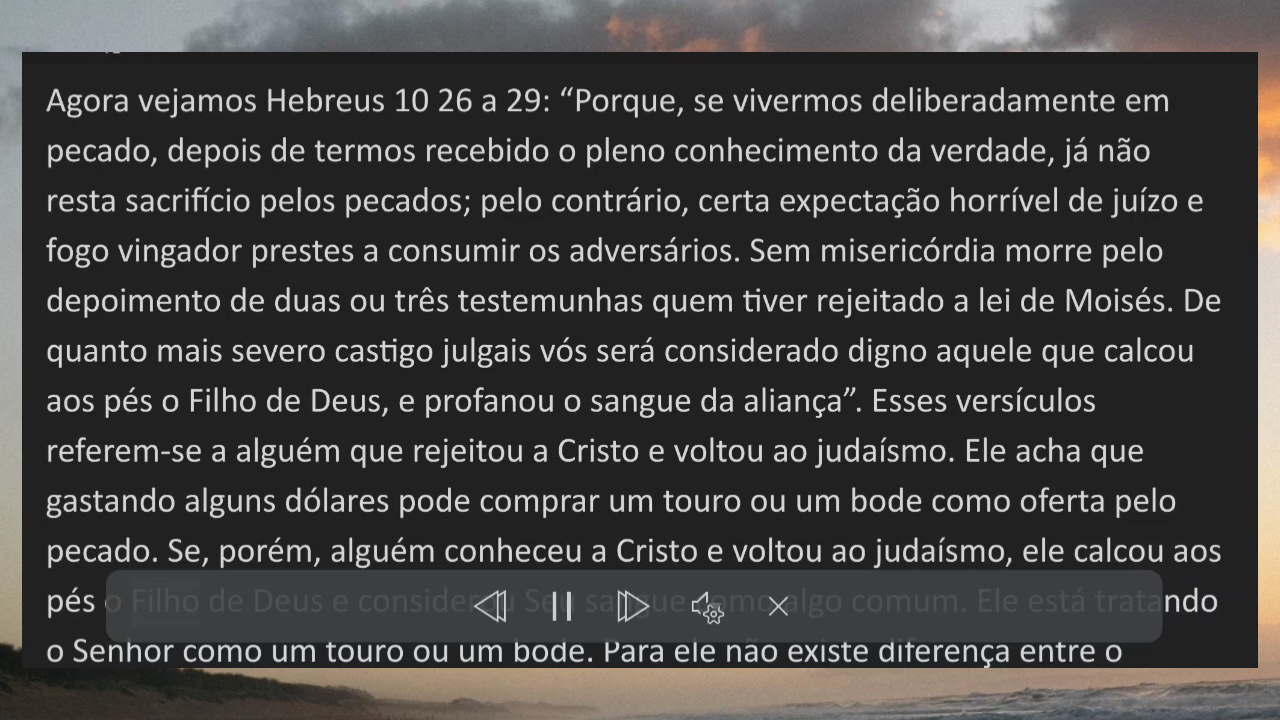 Agora vejamos Hebreus 10 26 a 29: “Porque, se vivermos deliberadamente em
pecado, depois de termos recebido o pleno conhecimento da verdade, já não
resta sacrifício pelos pecados; pelo contrário, certa expectação horrível de juízo e
fogo vingador prestes a consumir os adversários. Sem misericórdia morre pelo
depoimento de duas ou três testemunhas quem tiver rejeitado a lei de Moisés. De
quanto mais severo castigo julgais vós será considerado digno aquele que calcou
aos pés o Filho de Deus, e profanou o sangue da aliança”. Esses versículos
referem-se a alguém que rejeitou a Cristo e voltou ao judaísmo. Ele acha que
gastando alguns dólares pode comprar um touro ou um bode como oferta pelo
pecado. Se, porém, alguém conheceu a Cristo e voltou ao judaísmo, ele calcou aos
pés o Filho de Deus e Seu sangue como algo comum. Ele está tratando
o Senhor como um touro ou um bode. Para ele não existe diferença entre o